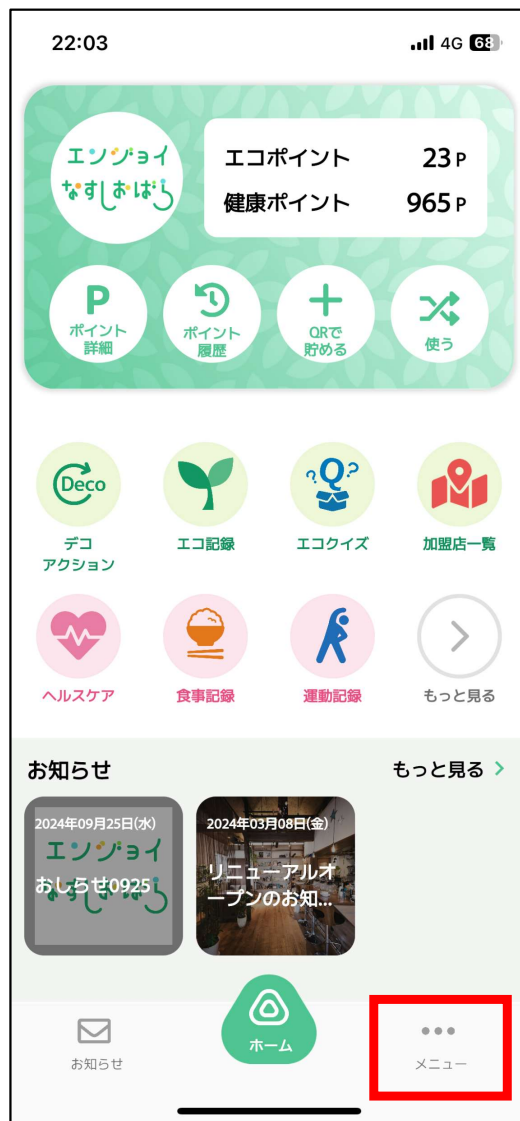 22:03
4G 68
エンジョイ
なすしおばら
エコポイント 23 P
健康ポイント 965 P
P
ポイント
詳細
ポイント
履歴
QRで
貯める
使う
Deco
?Q?
デコ
アクション
エコ記録
エコクイズ
加盟店一覧
ヘルスケア
食事記録
運動記録
もっと見る
お知らせ
もっと見る
2024年09月25日(水)
エンジョイ
おしらせ0925
なすしおばら
2024年03月08日(金)
リニューアルオ
ープンのお知...
お知らせ
ホーム
メニュー